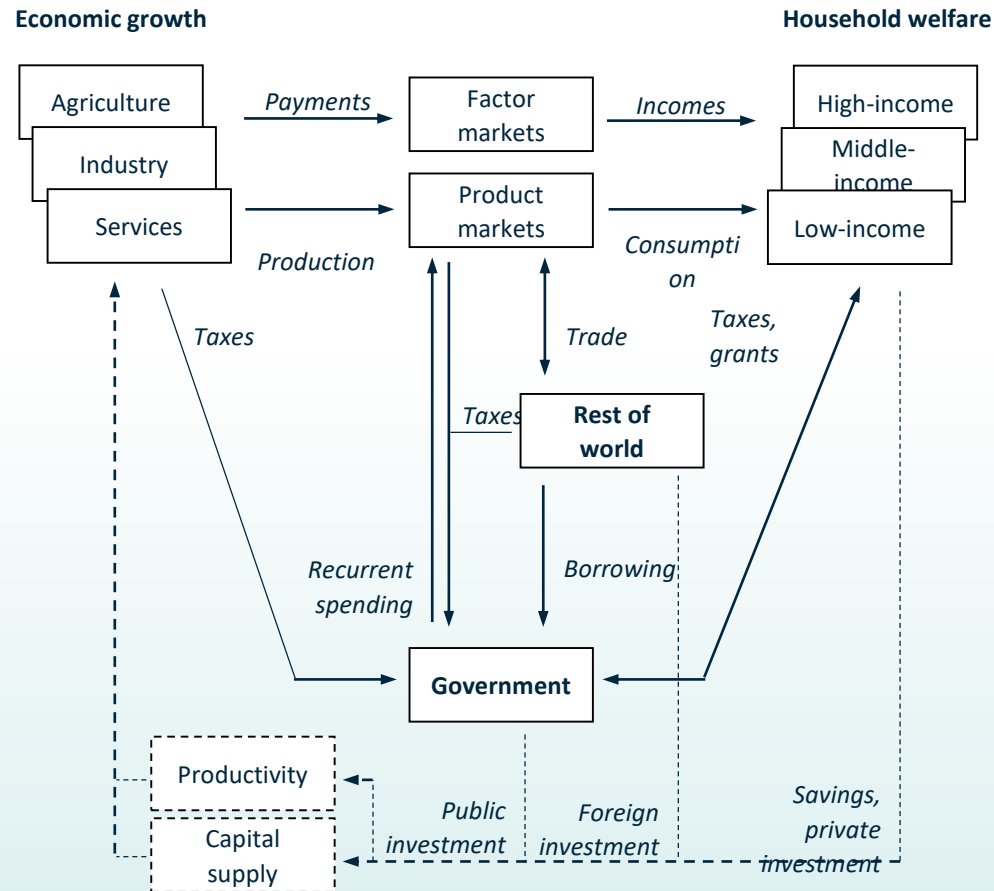 Economic growth
Household welfare
Agriculture
Industry
Services
Payments
Factor
markets
Incomes
High-income
Middle-
income
Low-income
Product
markets
Production
Consumpti
on
Taxes
Trade
Taxes,
grants
Taxes
Rest of
world
Recurrent
spending
Borrowing
Government
Productivity
Capital
supply
Public
investment
Foreign
investment
Savings,
private
investment